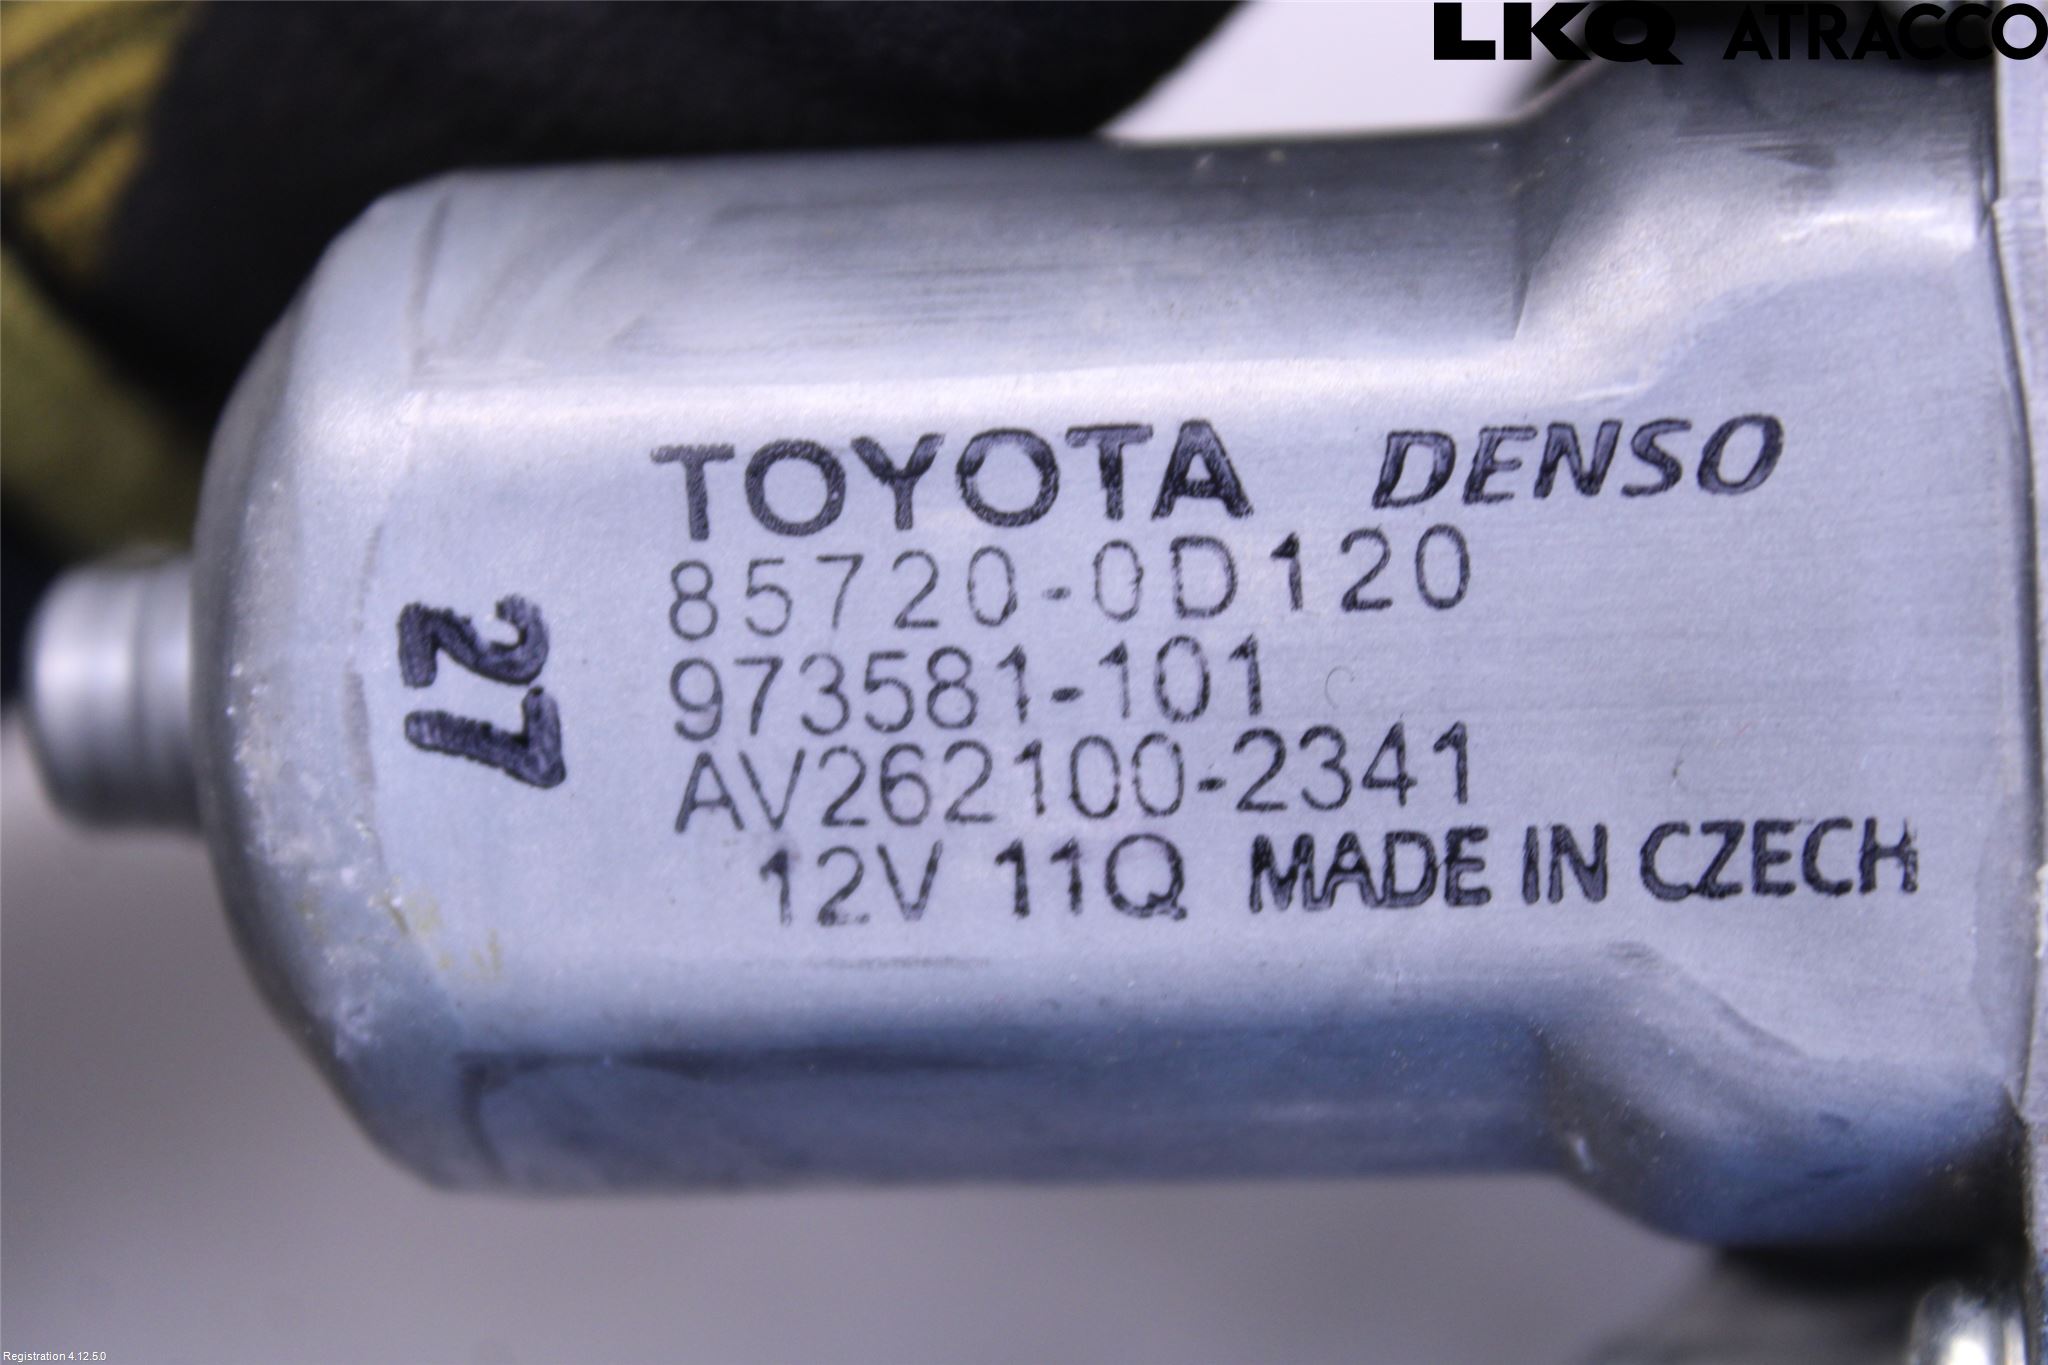 LKQ ATRACCO
TOYOTA DENSO
85720-0D120
973581-101
AV262100-2341
12V 11Q MADE IN CZECH
27
Registration 4.12.5.0